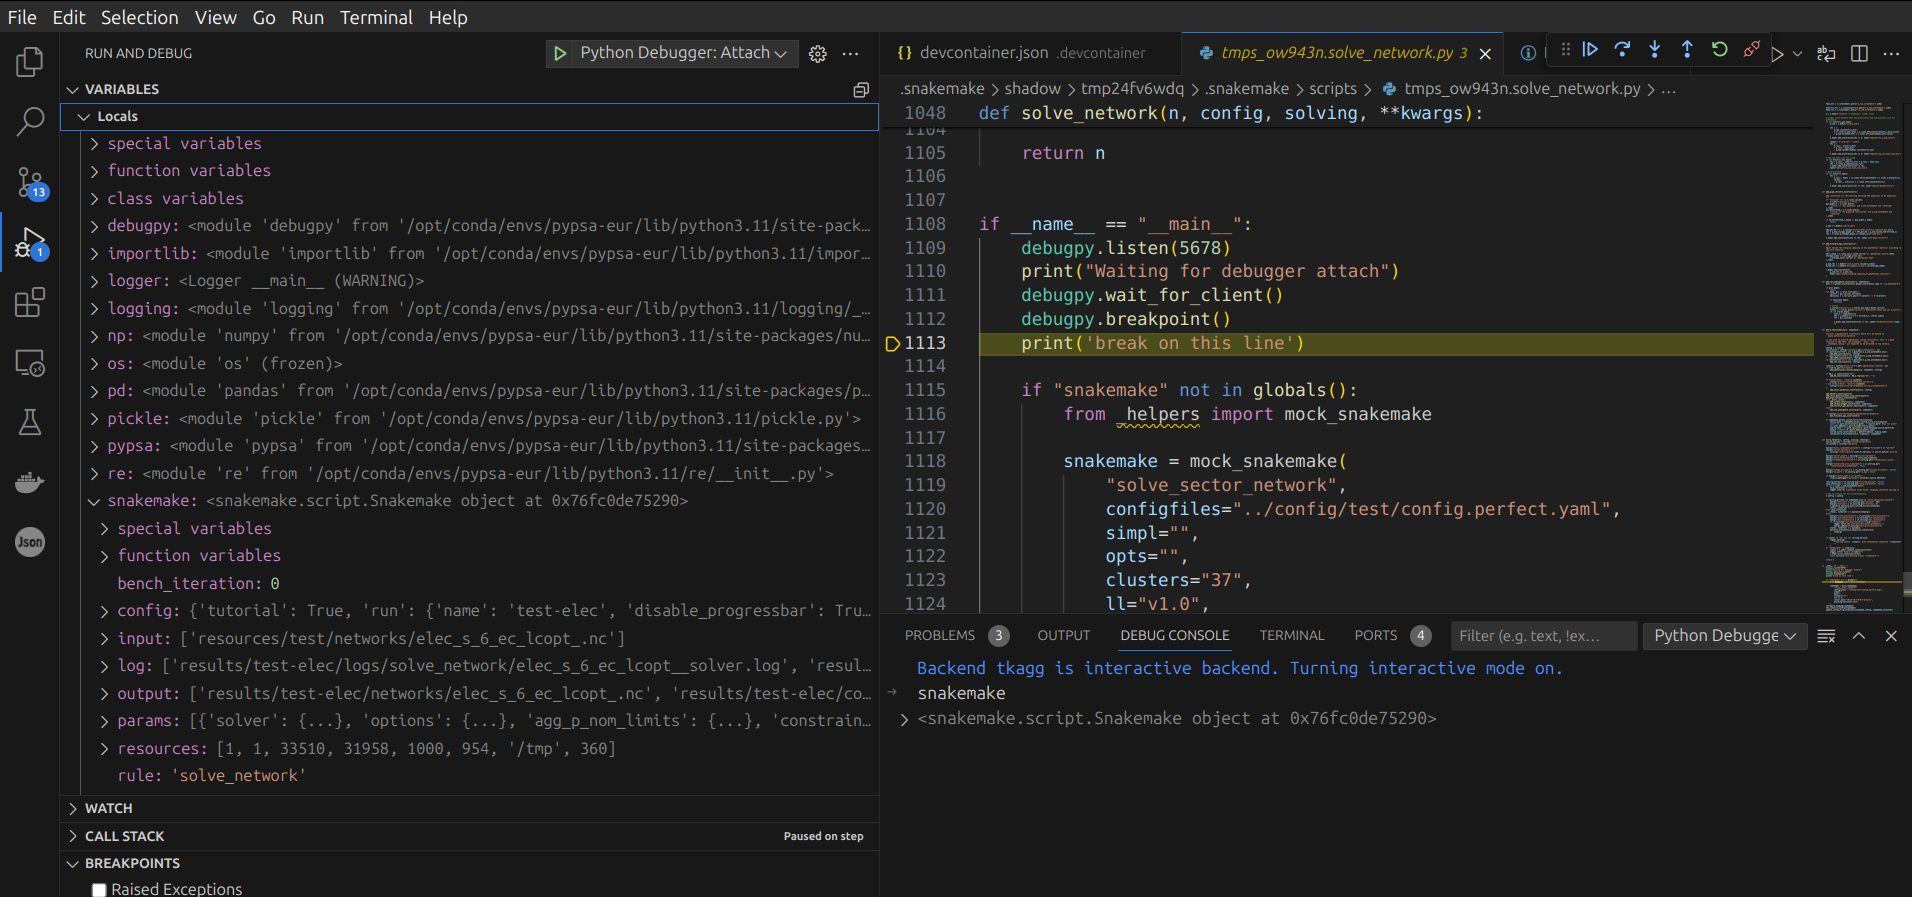 File Edit Selection View Go Run Terminal Help
RUN AND DEBUG
Python Debugger: Attach
VARIABLES
Locals
special variables
function variables
class variables
debugpy: <module 'debugpy' from '/opt/conda/envs/pypsa-eur/lib/python3.11/site-pack…
importlib: <module 'importlib' from '/opt/conda/envs/pypsa-eur/lib/python3.11/impor…
logger: <Logger __main__ (WARNING)>
logging: <module 'logging' from '/opt/conda/envs/pypsa-eur/lib/python3.11/logging/_…
np: <module 'numpy' from '/opt/conda/envs/pypsa-eur/lib/python3.11/site-packages/nu…
os: <module 'os' (frozen)>
pd: <module 'pandas' from '/opt/conda/envs/pypsa-eur/lib/python3.11/site-packages/p…
pickle: <module 'pickle' from '/opt/conda/envs/pypsa-eur/lib/python3.11/pickle.py'>
pypsa: <module 'pypsa' from '/opt/conda/envs/pypsa-eur/lib/python3.11/site-packages…
re: <module 're' from '/opt/conda/envs/pypsa-eur/lib/python3.11/re/__init__.py'>
snakemake: <snakemake.script.Snakemake object at 0x76fc0de75290>
special variables
function variables
bench_iteration: 0
config: {'tutorial': True, 'run': {'name': 'test-elec', 'disable_progressbar': Tru…
input: ['resources/test/networks/elec_s_6_ec_lcopt_.nc']
log: ['results/test-elec/logs/solve_network/elec_s_6_ec_lcopt__solver.log', 'resul…
output: ['results/test-elec/networks/elec_s_6_ec_lcopt_.nc', 'results/test-elec/co…
params: [{'solver': {...}, 'options': {...}, 'agg_p_nom_limits': {...}, 'constrain…
resources: [1, 1, 33510, 31958, 1000, 954, '/tmp', 360]
rule: 'solve_network'
WATCH
CALL STACK Paused on step
BREAKPOINTS
Raised Exceptions
13
1
Json
{} devcontainer.json .devcontainer
tmps_ow943n.solve_network.py 3
.snakemake > shadow > tmp24fv6wdq > .snakemake > scripts > tmps_ow943n.solve_network.py > …
1048 def solve_network(n, config, solving, **kwargs):
1104
1105 return n
1106
1107
1108 if __name__ == "__main__":
1109 debugpy.listen(5678)
1110 print("Waiting for debugger attach")
1111 debugpy.wait_for_client()
1112 debugpy.breakpoint()
1113 print('break on this line')
1114
1115 if "snakemake" not in globals():
1116 from _helpers import mock_snakemake
1117
1118 snakemake = mock_snakemake(
1119 "solve_sector_network",
1120 configfiles="../config/test/config.perfect.yaml",
1121 simpl="",
1122 opts="",
1123 clusters="37",
1124 ll="v1.0",
PROBLEMS 3 OUTPUT DEBUG CONSOLE TERMINAL PORTS 4 Filter (e.g. text, !ex… Python Debugge
Backend tkagg is interactive backend. Turning interactive mode on.
snakemake
<snakemake.script.Snakemake object at 0x76fc0de75290>